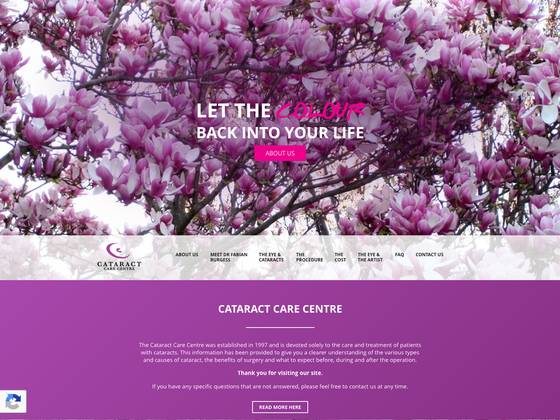 LET THE COLOUR
BACK INTO YOUR LIFE
ABOUT US
CATARACT
CARE CENTRE
ABOUT US
MEET DR FABIAN
BURGESS
THE EYE &
CATARACTS
THE
PROCEDURE
THE
COST
THE EYE &
THE ARTIST
FAQ
CONTACT US
CATARACT CARE CENTRE
The Cataract Care Centre was established in 1997 and is devoted solely to the care and treatment of patients
with cataracts. This information has been provided to give you a clearer understanding of the various types
and causes of cataract, the benefits of surgery and what to expect before, during and after the operation.
Thank you for visiting our site.
If you have any specific questions that are not answered, please feel free to contact us at any time.
READ MORE HERE